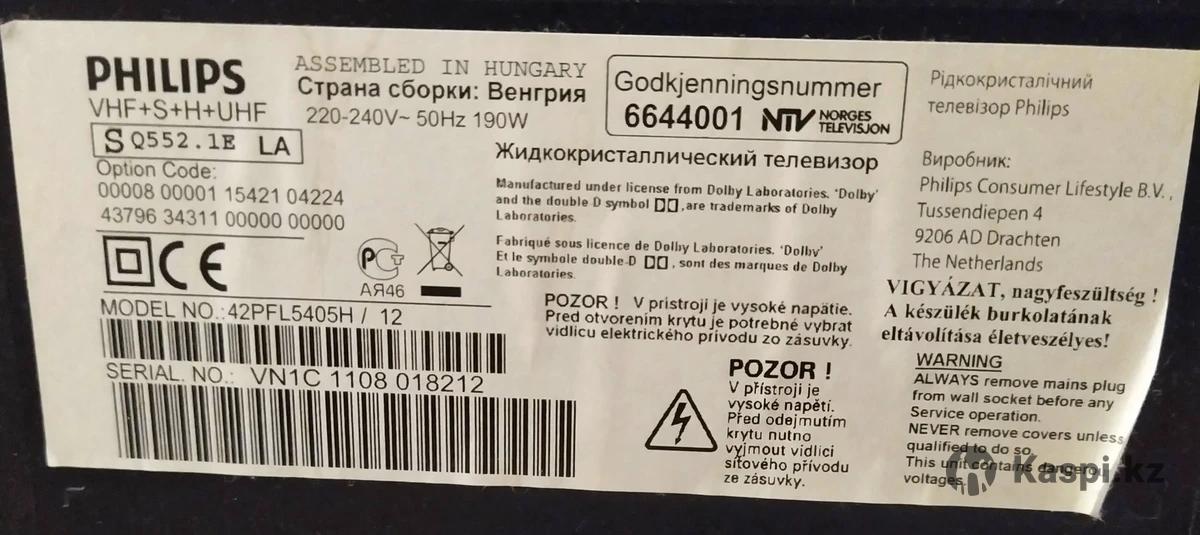 PHILIPS
VHF+S+H+UHF
S Q552.1E LA
Option Code:
00008 00001 15421 04224
43796 34311 00000 00000
CE
РСТ
АЯ46
MODEL NO.:42PFL5405H / 12
SERIAL. NO.: VN1C 1108 018212
ASSEMBLED IN HUNGARY
Страна сборки: Венгрия
220-240V~ 50Hz 190W
Godkjenningsnummer
6644001 NTV NORGES
TELEVISJON
Жидкокристаллический телевизор
Manufactured under license from Dolby Laboratories. 'Dolby'
and the double-D symbol ,are trademarks of Dolby
Laboratories.
Fabriqué sous licence de Dolby Laboratories. 'Dolby'
Et le symbole double-D , sont des marques de Dolby
Laboratories.
POZOR ! V prístroji je vysoké napätie.
Pred otvorením krytu je potrebné vybrat
vidlicu elektrického prívodu zo zásuvky.
POZOR !
V přístroji je
vysoké napětí.
Před odejmutím
krytu nutno
vyjmout vidlici
síťového přívodu
ze zásuvky.
Рідкокристалічний
телевізор Philips
Виробник:
Philips Consumer Lifestyle B.V.,
Tussendiepen 4
9206 AD Drachten
The Netherlands
VIGYÁZAT, nagyfeszültség !
A készülék burkolatának
eltávolítása életveszélyes!
WARNING
ALWAYS remove mains plug
from wall socket before any
Service operation.
NEVER remove covers unless
qualified to do so.
This unit contains dangerou
voltages.
Kaspi.kz